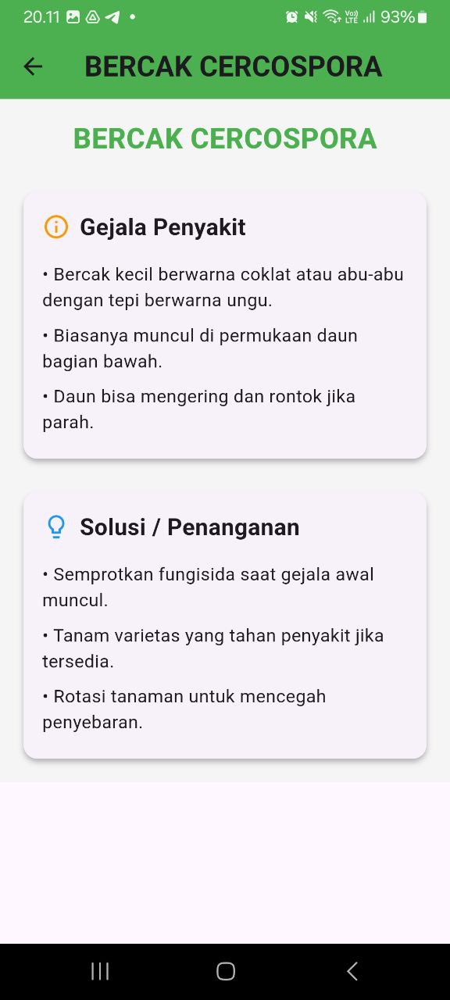 20.11
Vo))
LTE
93%
BERCAK CERCOSPORA
BERCAK CERCOSPORA
Gejala Penyakit
• Bercak kecil berwarna coklat atau abu-abu
dengan tepi berwarna ungu.
• Biasanya muncul di permukaan daun
bagian bawah.
• Daun bisa mengering dan rontok jika
parah.
Solusi / Penanganan
• Semprotkan fungisida saat gejala awal
muncul.
• Tanam varietas yang tahan penyakit jika
tersedia.
• Rotasi tanaman untuk mencegah
penyebaran.